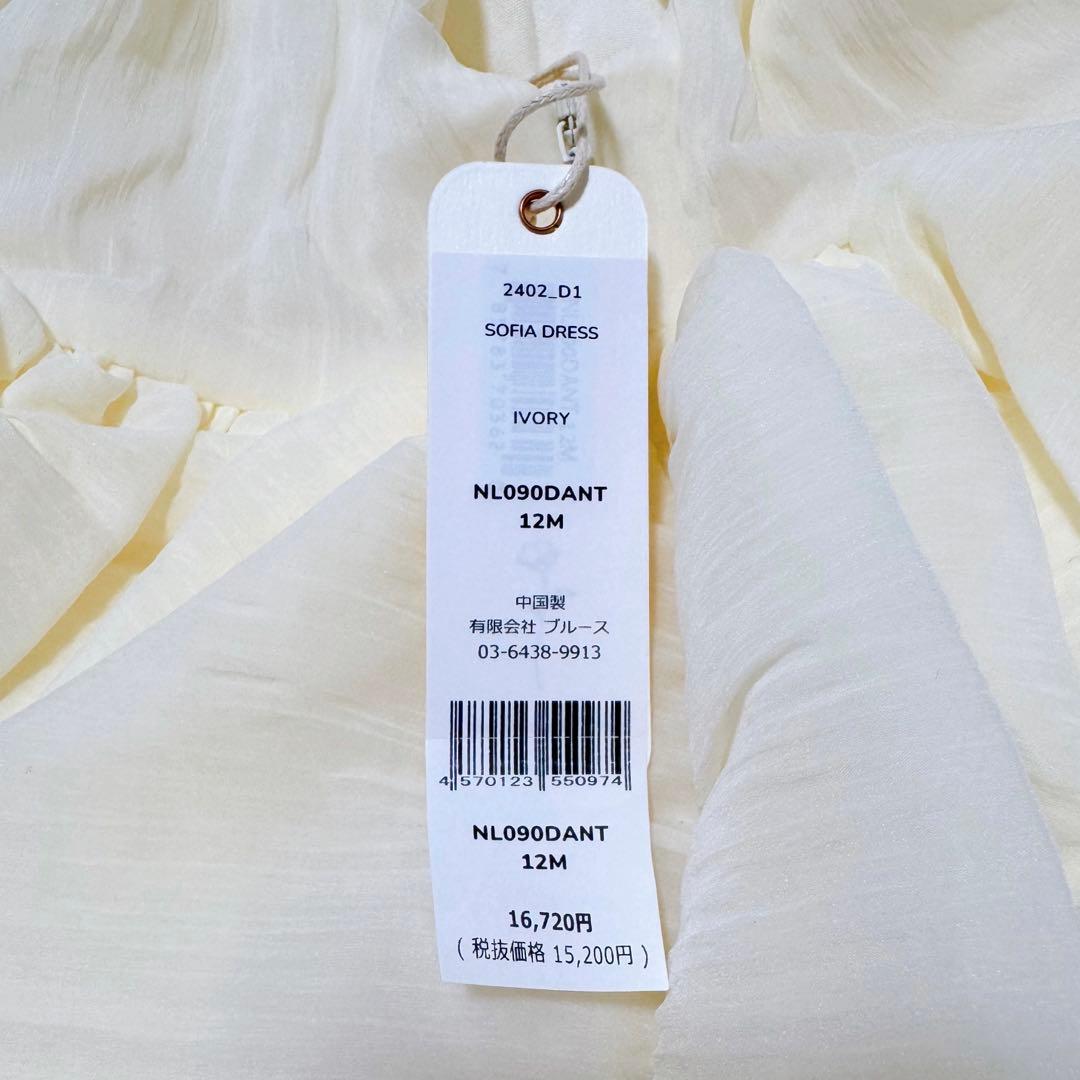 2402_D1
SOFIA DRESS
IVORY
NL090DANT
12M
中国製
有限会社 ブルース
03-6438-9913
4 570123 550974
NL090DANT
12M
16,720円
( 税抜価格 15,200円 )